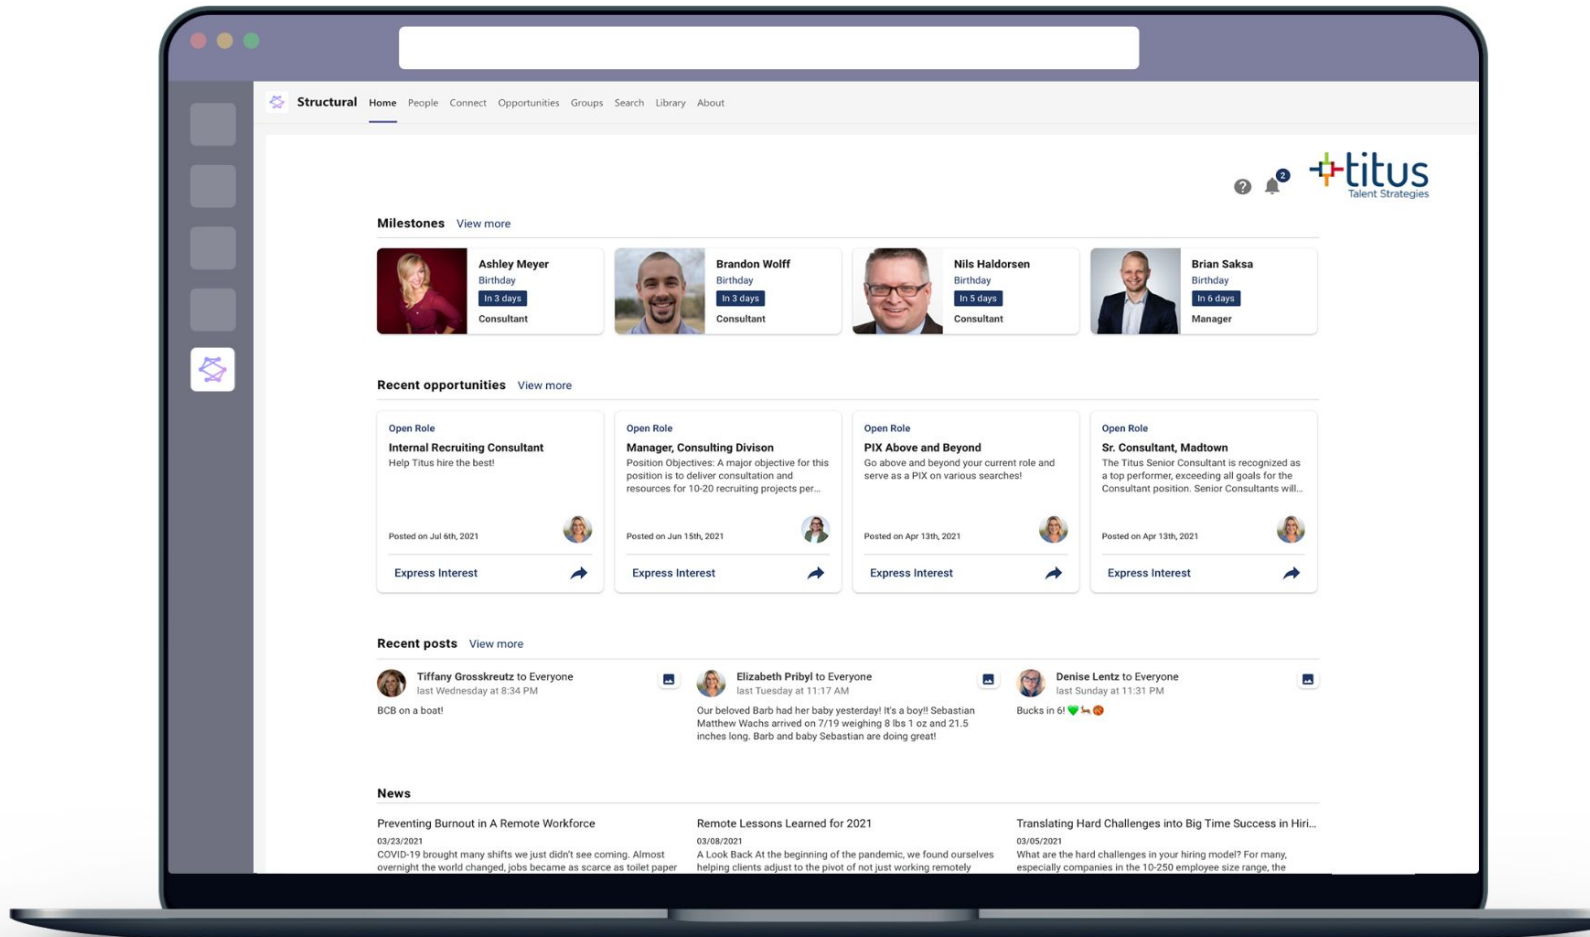 Structural Home People Connect Opportunities Groups Search Library About
2
titus
Talent Strategies
Milestones View more
Ashley Meyer
Birthday
In 3 days
Consultant
Brandon Wolff
Birthday
In 3 days
Consultant
Nils Haldorsen
Birthday
In 5 days
Consultant
Brian Saksa
Birthday
In 6 days
Manager
Recent opportunities View more
Open Role
Internal Recruiting Consultant
Help Titus hire the best!
Posted on Jul 6th, 2021
Express Interest
Open Role
Manager, Consulting Divison
Position Objectives: A major objective for this
position is to deliver consultation and
resources for 10-20 recruiting projects per...
Posted on Jun 15th, 2021
Express Interest
Open Role
PIX Above and Beyond
Go above and beyond your current role and
serve as a PIX on various searches!
Posted on Apr 13th, 2021
Express Interest
Open Role
Sr. Consultant, Madtown
The Titus Senior Consultant is recognized as
a top performer, exceeding all goals for the
Consultant position. Senior Consultants will...
Posted on Apr 13th, 2021
Express Interest
Recent posts View more
Tiffany Grosskreutz to Everyone
last Wednesday at 8:34 PM
BCB on a boat!
Elizabeth Pribyl to Everyone
last Tuesday at 11:17 AM
Our beloved Barb had her baby yesterday! It's a boy!! Sebastian
Matthew Wachs arrived on 7/19 weighing 8 lbs 1 oz and 21.5
inches long. Barb and baby Sebastian are doing great!
Denise Lentz to Everyone
last Sunday at 11:31 PM
Bucks in 6! 💚🦌🏀
News
Preventing Burnout in A Remote Workforce
03/23/2021
COVID-19 brought many shifts we just didn't see coming. Almost
overnight the world changed, jobs became as scarce as toilet paper
Remote Lessons Learned for 2021
03/08/2021
A Look Back At the beginning of the pandemic, we found ourselves
helping clients adjust to the pivot of not just working remotely
Translating Hard Challenges into Big Time Success in Hiri...
03/05/2021
What are the hard challenges in your hiring model? For many,
especially companies in the 10-250 employee size range, the